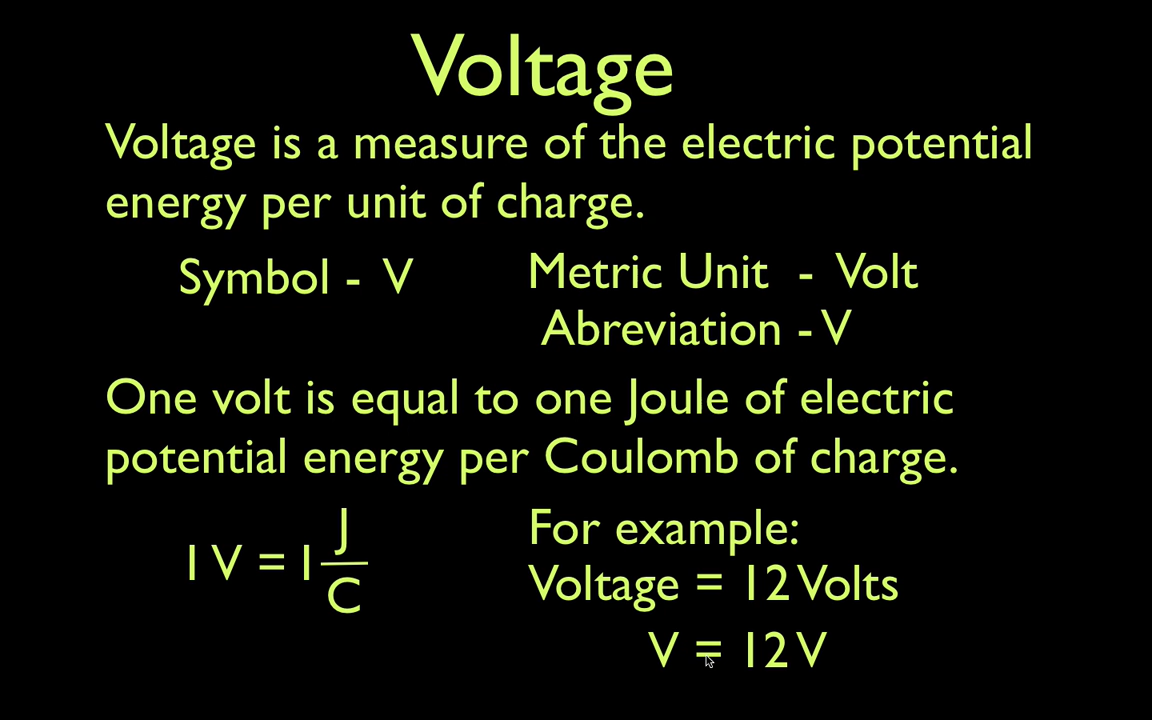 Voltage
Voltage is a measure of the electric potential
energy per unit of charge.
Symbol - V
Metric Unit - Volt
Abreviation - V
One volt is equal to one Joule of electric
potential energy per Coulomb of charge.
1 V = 1 J/C
For example:
Voltage = 12 Volts
V = 12 V